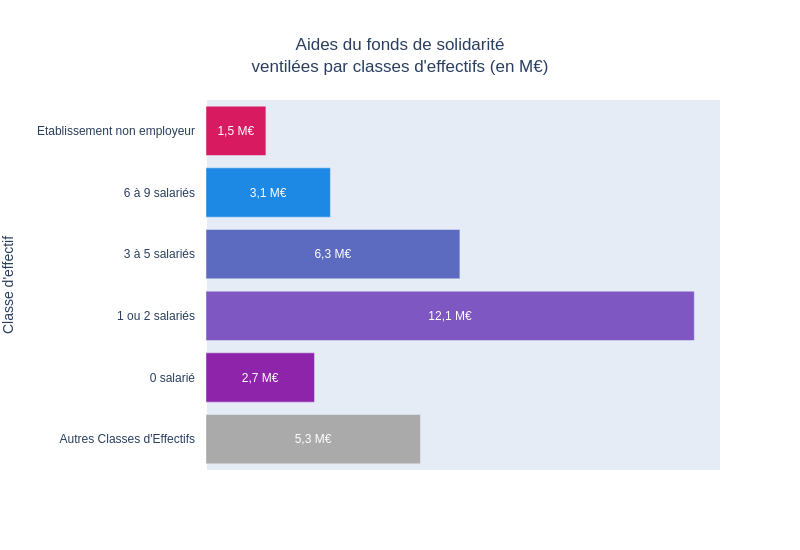 Aides du fonds de solidarité
ventilées par classes d'effectifs (en M€)
Classe d'effectif
Etablissement non employeur
1,5 M€
6 à 9 salariés
3,1 M€
3 à 5 salariés
6,3 M€
1 ou 2 salariés
12,1 M€
0 salarié
2,7 M€
Autres Classes d'Effectifs
5,3 M€